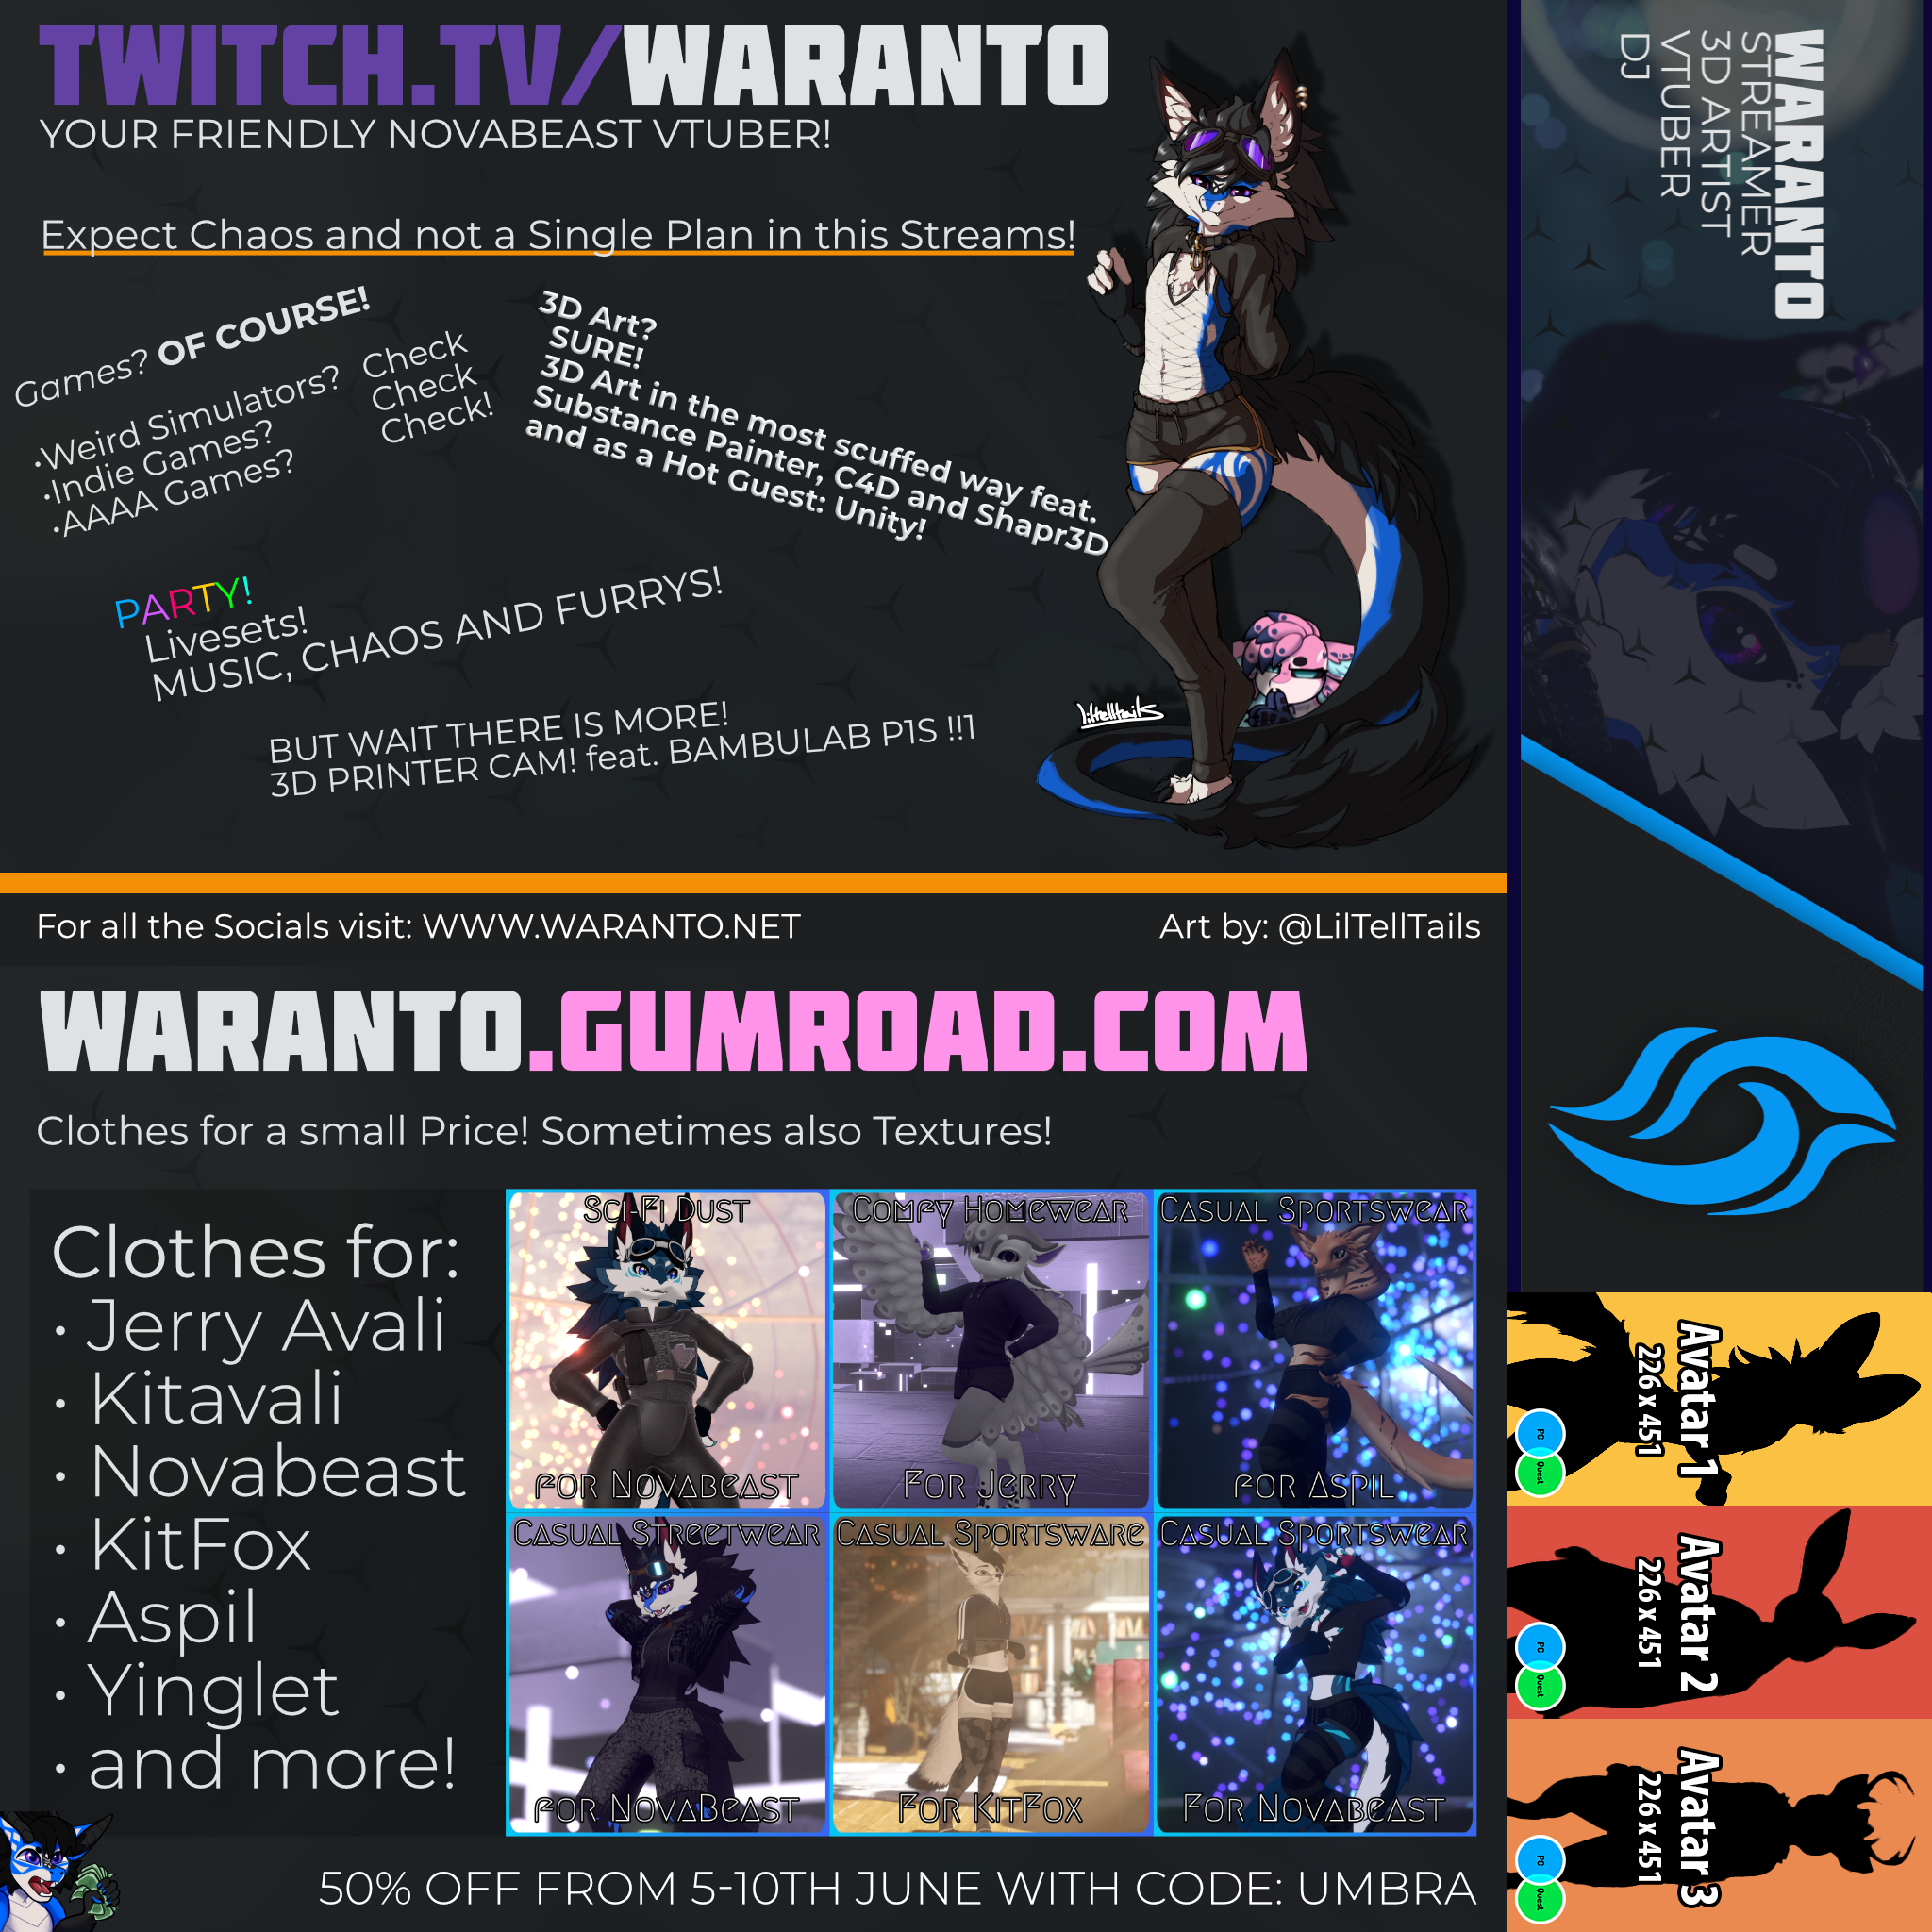 TWITCH.TV/WARANTO
YOUR FRIENDLY NOVABEAST VTUBER!
Expect Chaos and not a Single Plan in this Streams!
Games? OF COURSE!
•Weird Simulators? Check
•Indie Games? Check
•AAAA Games? Check!
3D Art?
SURE!
3D Art in the most scuffed way feat.
Substance Painter, C4D and Shapr3D
and as a Hot Guest: Unity!
PARTY!
Livesets!
MUSIC, CHAOS AND FURRYS!
BUT WAIT THERE IS MORE!
3D PRINTER CAM! feat. BAMBULAB P1S !!1
liltelltails
For all the Socials visit: WWW.WARANTO.NET
Art by: @LilTellTails
WARANTO.GUMROAD.COM
Clothes for a small Price! Sometimes also Textures!
Clothes for:
• Jerry Avali
• Kitavali
• Novabeast
• KitFox
• Aspil
• Yinglet
• and more!
Sci-Fi Dust
for Novabeast
Comfy Homewear
For Jerry
Casual Sportswear
for Aspil
Casual Streetwear
for NovaBeast
Casual Sportsware
For KitFox
Casual Sportswear
For Novabeast
50% OFF FROM 5-10TH JUNE WITH CODE: UMBRA
WARANTO
STREAMER
3D ARTIST
VTUBER
DJ
Avatar 1
226 x 451
PC
Quest
Avatar 2
226 x 451
PC
Quest
Avatar 3
226 x 451
PC
Quest